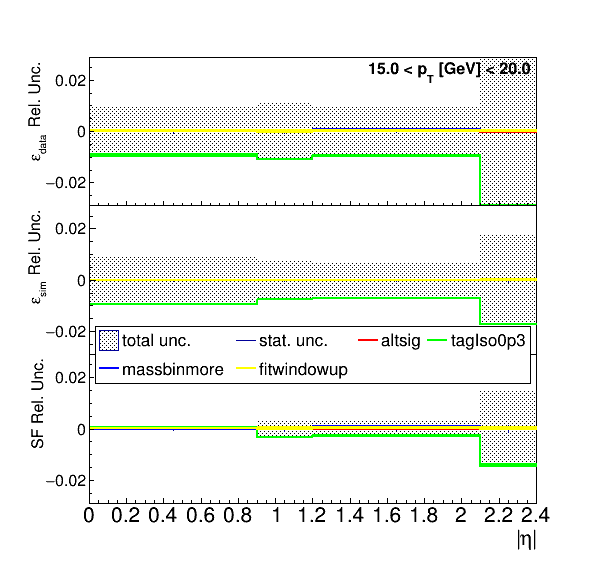 15.0 < p_T [GeV] < 20.0
ε_data Rel. Unc.
0.02
0
−0.02
ε_sim Rel. Unc.
0.02
0
−0.02
total unc. stat. unc. altsig tagIso0p3
massbinmore fitwindowup
SF Rel. Unc.
0.02
0
−0.02
0 0.2 0.4 0.6 0.8 1 1.2 1.4 1.6 1.8 2 2.2 2.4
|η|